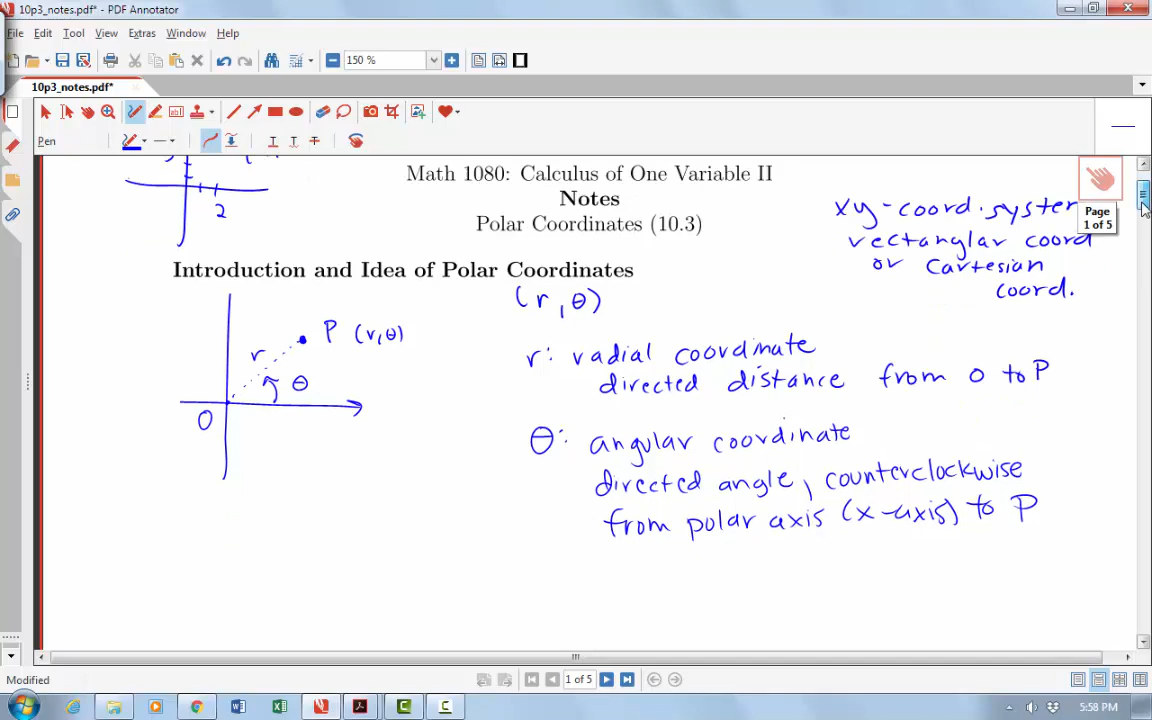 10p3_notes.pdf* - PDF Annotator
File Edit Tool View Extras Window Help
150 %
10p3_notes.pdf*
Pen
2
Math 1080: Calculus of One Variable II
Notes
Polar Coordinates (10.3)
Page
1 of 5
xy-coord. system
rectanglar coord
or Cartesian
coord.
Introduction and Idea of Polar Coordinates
(r, θ)
P (r, θ)
r
θ
O
r: radial coordinate
directed distance from O to P
θ: angular coordinate
directed angle, counterclockwise
from polar axis (x-axis) to P
1 of 5
Modified
5:58 PM